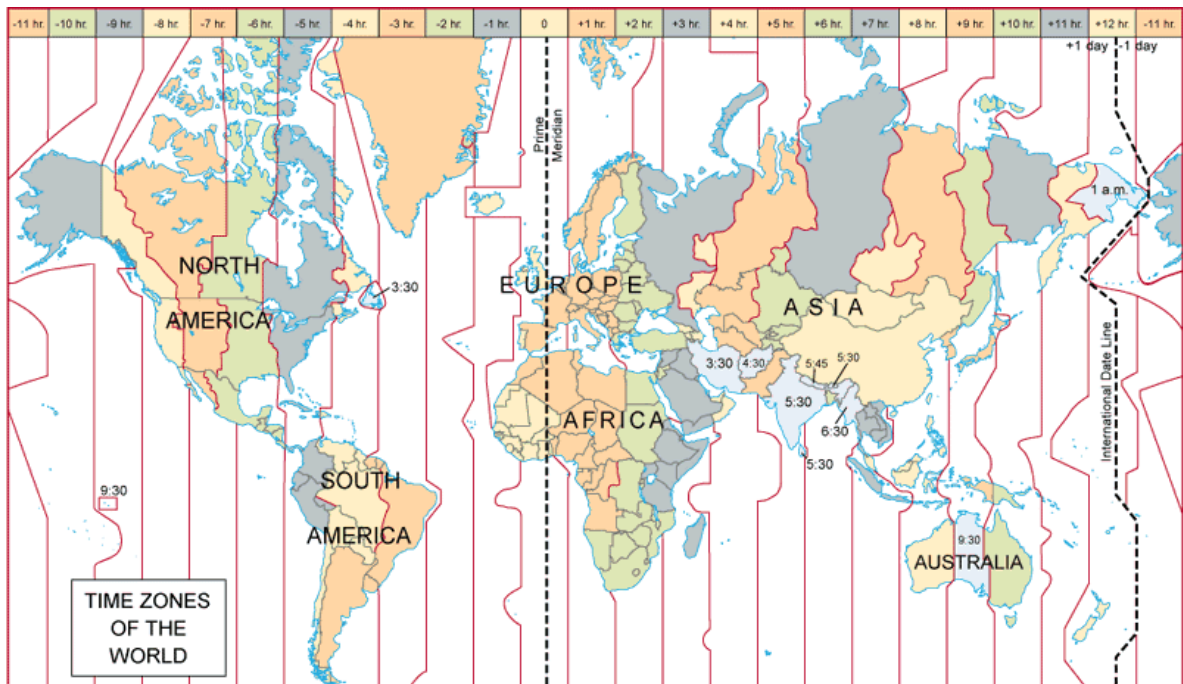 -11 hr. -10 hr. -9 hr. -8 hr. -7 hr. -6 hr. -5 hr. -4 hr. -3 hr. -2 hr. -1 hr. 0 +1 hr. +2 hr. +3 hr. +4 hr. +5 hr. +6 hr. +7 hr. +8 hr. +9 hr. +10 hr. +11 hr. +12 hr. -11 hr.
+1 day -1 day
Prime
Meridian
1 a.m.
NORTH
AMERICA
3:30
EUROPE
ASIA
3:30
4:30
5:45
5:30
5:30
6:30
5:30
AFRICA
International Date Line
SOUTH
AMERICA
9:30
9:30
AUSTRALIA
TIME ZONES
OF THE
WORLD